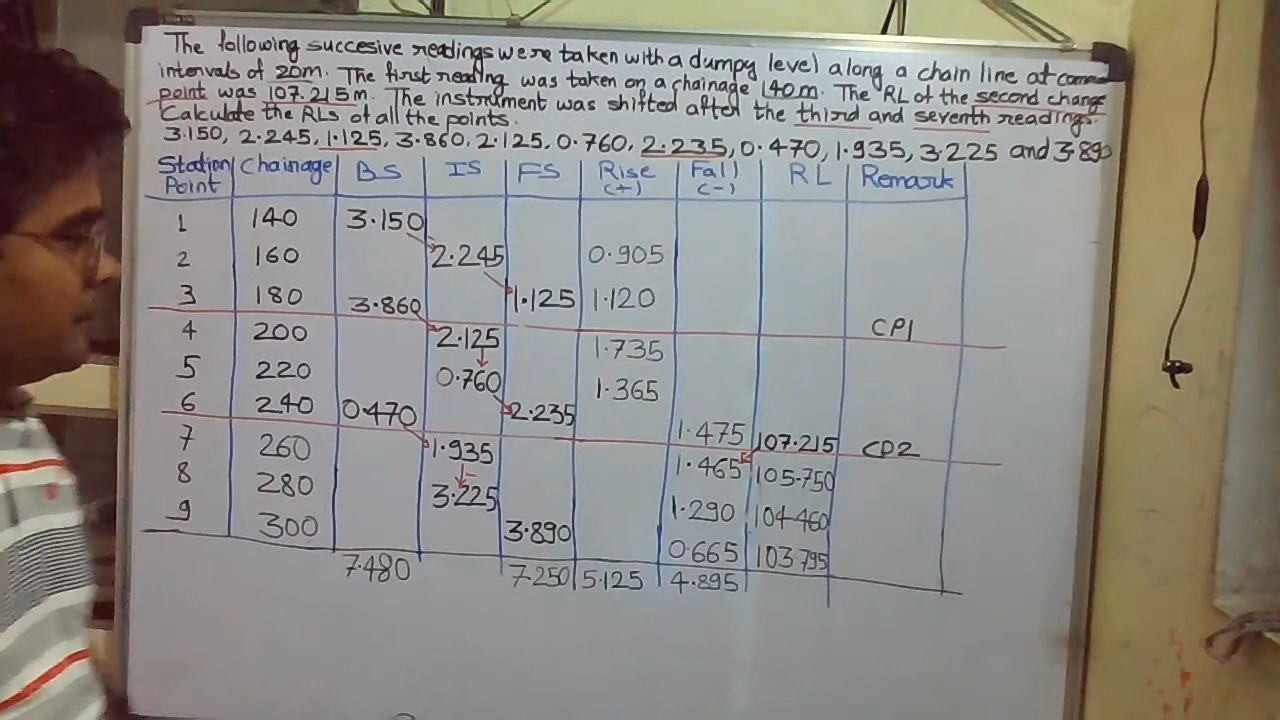 The following succesive readings were taken with a dumpy level along a chain line at common
intervals of 20m. The first reading was taken on a chainage 140m. The RL of the second change
point was 107.215m. The instrument was shifted after the third and seventh readings.
Calculate the RLs of all the points.
3.150, 2.245, 1.125, 3.860, 2.125, 0.760, 2.235, 0.470, 1.935, 3.225 and 3.890
Station Point Chainage BS IS FS Rise (+) Fall (-) RL Remark
1 140 3.150
2 160 2.245 0.905
3 180 3.860 1.125 1.120 CP1
4 200 2.125 1.735
5 220 0.760 1.365
6 240 0.470 2.235 1.475 107.215 CP2
7 260 1.935 1.465 105.750
8 280 3.225 1.290 104.460
9 300 3.890 0.665 103.795
7.480 7.250 5.125 4.895